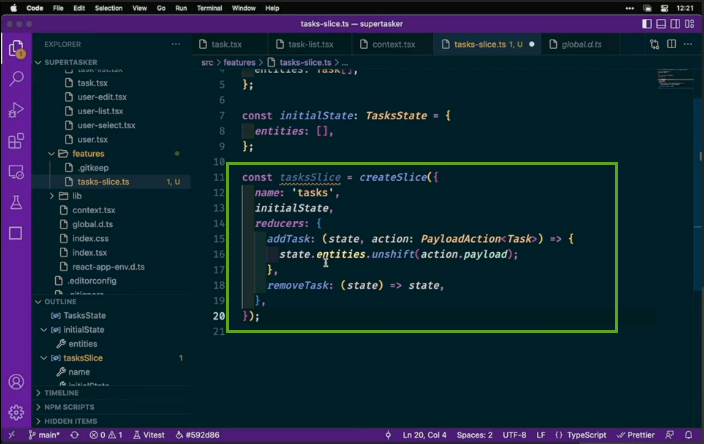 Code File Edit Selection View Go Run Terminal Window Help 12:21
tasks-slice.ts — supertasker
EXPLORER
task.tsx task-list.tsx context.tsx tasks-slice.ts 1, U global.d.ts
src > features > tasks-slice.ts > ...
SUPERTASKER
task-list.tsx
task.tsx
user-edit.tsx
user-list.tsx
user-select.tsx
user.tsx
features
.gitkeep
tasks-slice.ts 1, U
lib
context.tsx
global.d.ts
index.css
index.tsx
react-app-env.d.ts
.editorconfig
.gitignore
OUTLINE
TasksState
initialState
entities
tasksSlice 1
name
initialState
TIMELINE
NPM SCRIPTS
HIDDEN ITEMS
4 entities: Task[];
5 };
6
7 const initialState: TasksState = {
8 entities: [],
9 };
10
11 const tasksSlice = createSlice({
12 name: 'tasks',
13 initialState,
14 reducers: {
15 addTask: (state, action: PayloadAction<Task>) => {
16 state.entities.unshift(action.payload);
17 },
18 removeTask: (state) => state,
19 },
20 });
21
main* 0 1 Vitest #592d86 Ln 20, Col 4 Spaces: 2 UTF-8 LF {} TypeScript Prettier